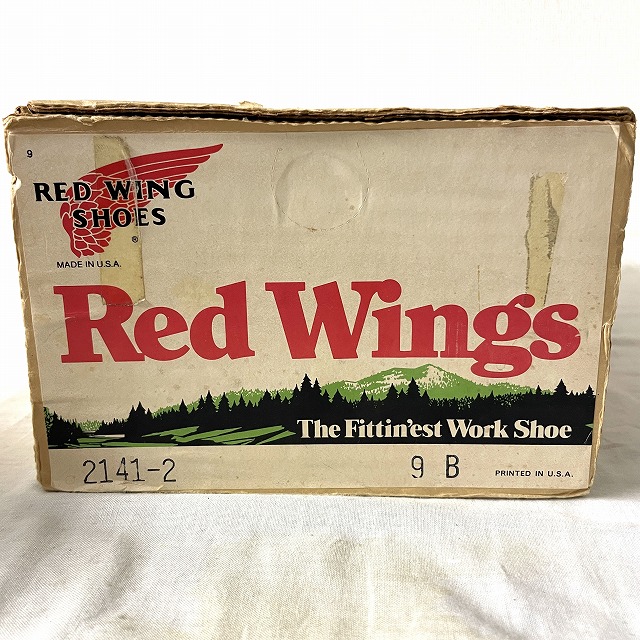 9
RED WING
SHOES
®
MADE IN U.S.A.
Red Wings
The Fittin'est Work Shoe
2141-2 9 B PRINTED IN U.S.A.